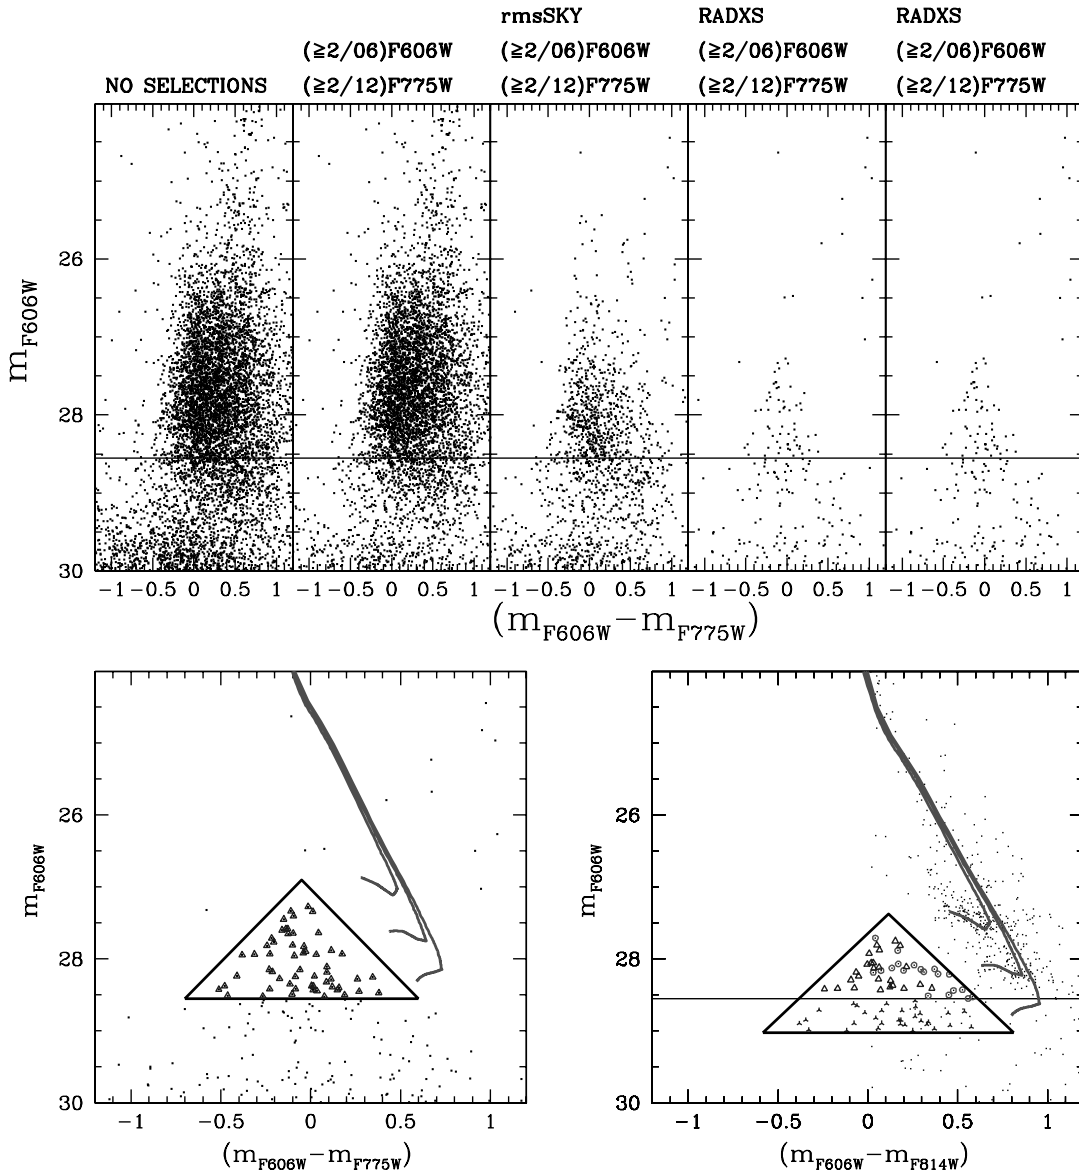 rmsSKY RADXS RADXS
(≧2/06)F606W (≧2/06)F606W (≧2/06)F606W (≧2/06)F606W
NO SELECTIONS (≧2/12)F775W (≧2/12)F775W (≧2/12)F775W (≧2/12)F775W
m_F606W
26
28
30
−1 −0.5 0 0.5 1 −1 −0.5 0 0.5 1 −1 −0.5 0 0.5 1 −1 −0.5 0 0.5 1 −1 −0.5 0 0.5 1
(m_F606W−m_F775W)
m_F606W
26
28
30
−1 −0.5 0 0.5 1
(m_F606W−m_F775W)
m_F606W
26
28
30
−1 −0.5 0 0.5 1
(m_F606W−m_F814W)